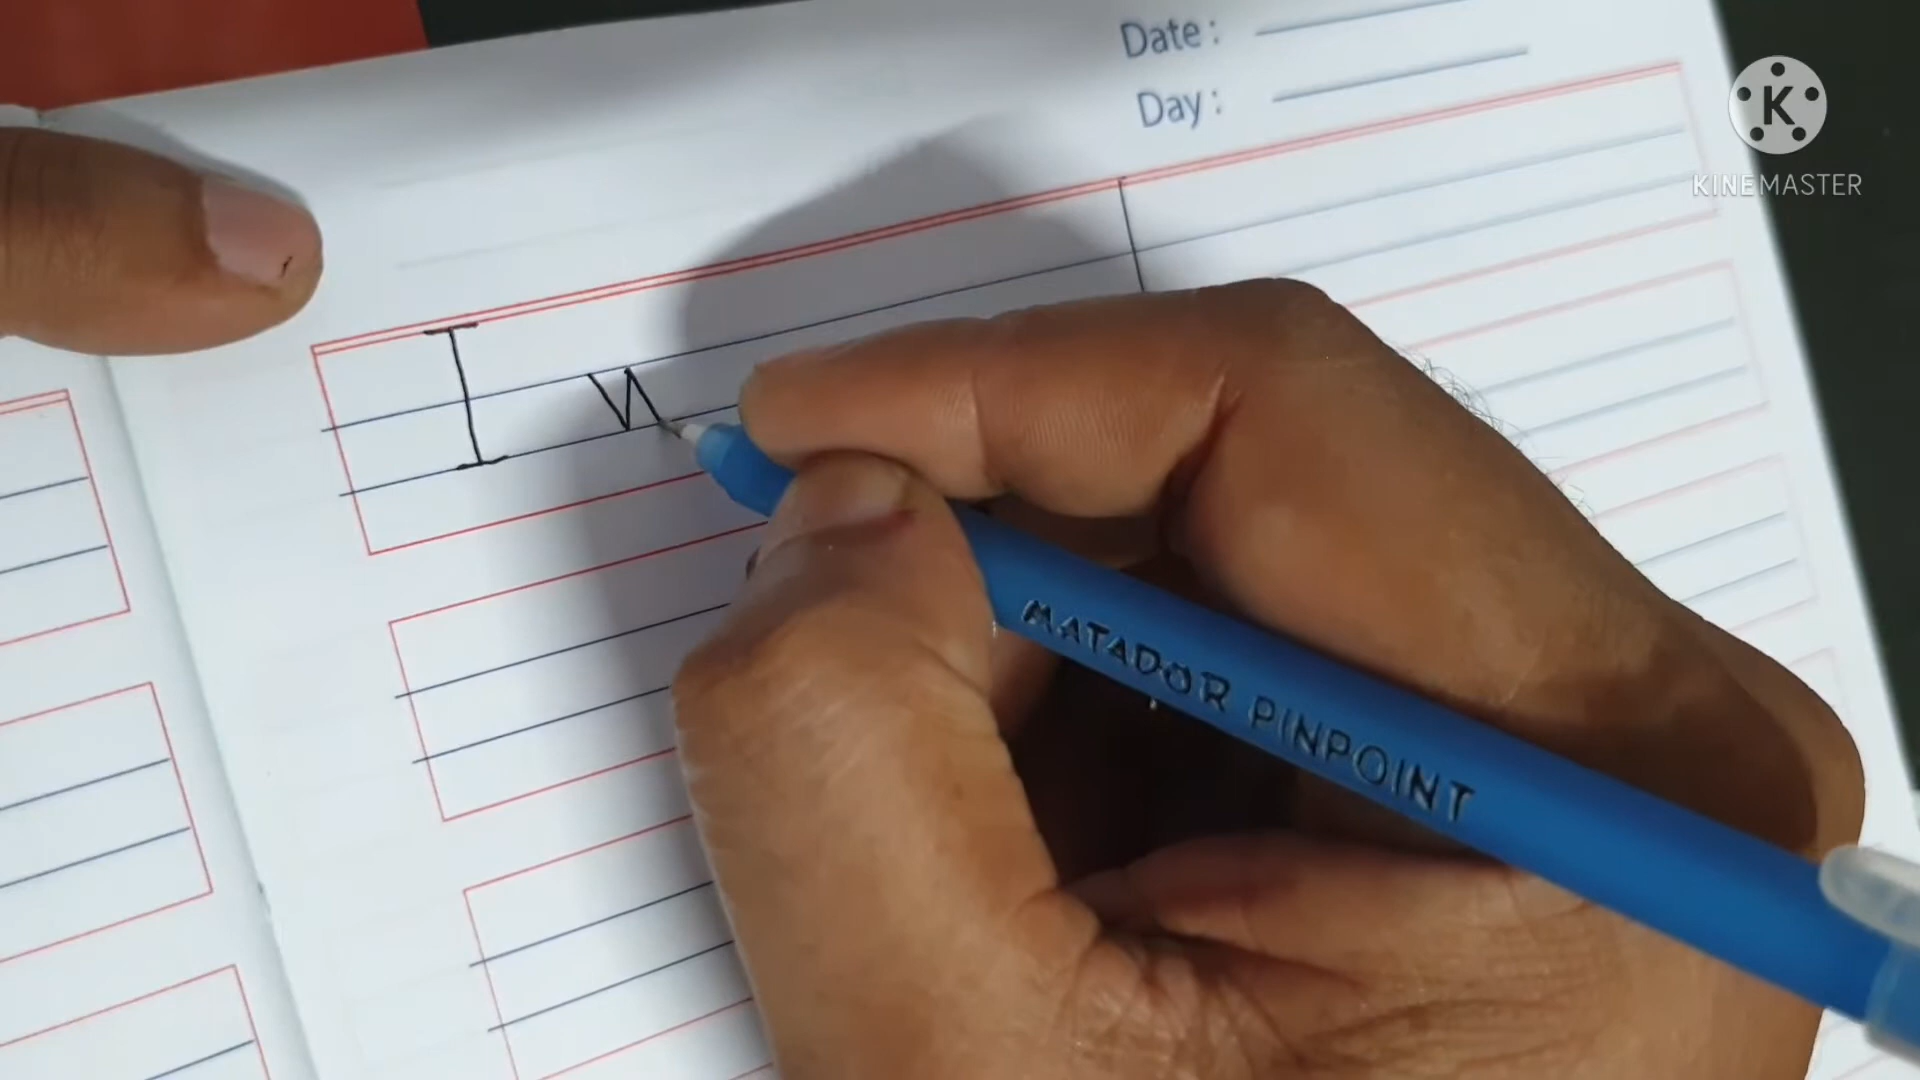 Date :
Day :
K
KINEMASTER
I
MATADOR PINPOINT